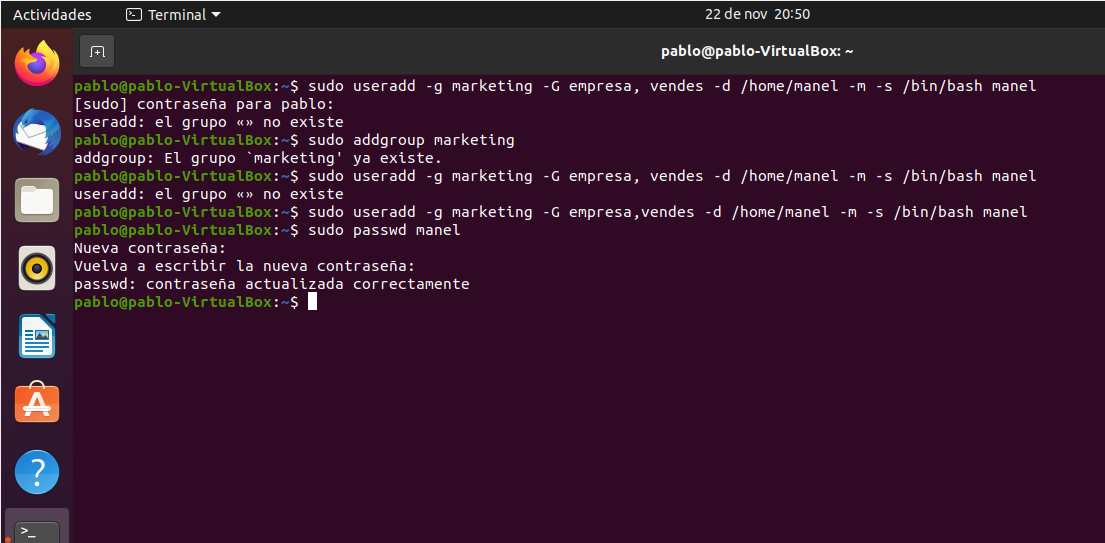 Actividades Terminal 22 de nov 20:50
pablo@pablo-VirtualBox: ~
pablo@pablo-VirtualBox:~$ sudo useradd -g marketing -G empresa, vendes -d /home/manel -m -s /bin/bash manel
[sudo] contraseña para pablo:
useradd: el grupo «» no existe
pablo@pablo-VirtualBox:~$ sudo addgroup marketing
addgroup: El grupo `marketing' ya existe.
pablo@pablo-VirtualBox:~$ sudo useradd -g marketing -G empresa, vendes -d /home/manel -m -s /bin/bash manel
useradd: el grupo «» no existe
pablo@pablo-VirtualBox:~$ sudo useradd -g marketing -G empresa,vendes -d /home/manel -m -s /bin/bash manel
pablo@pablo-VirtualBox:~$ sudo passwd manel
Nueva contraseña:
Vuelva a escribir la nueva contraseña:
passwd: contraseña actualizada correctamente
pablo@pablo-VirtualBox:~$